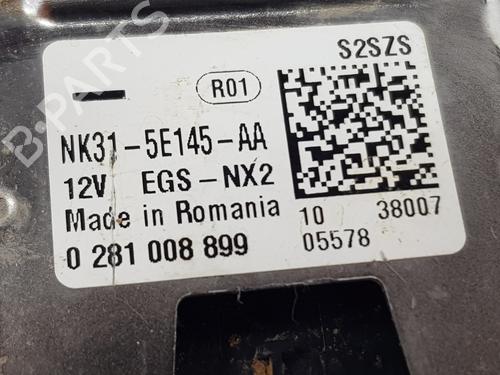 S2SZS
R01
NK31-5E145-AA
12V EGS-NX2
Made in Romania
0 281 008 899
10 38007
05578
B-PARTS